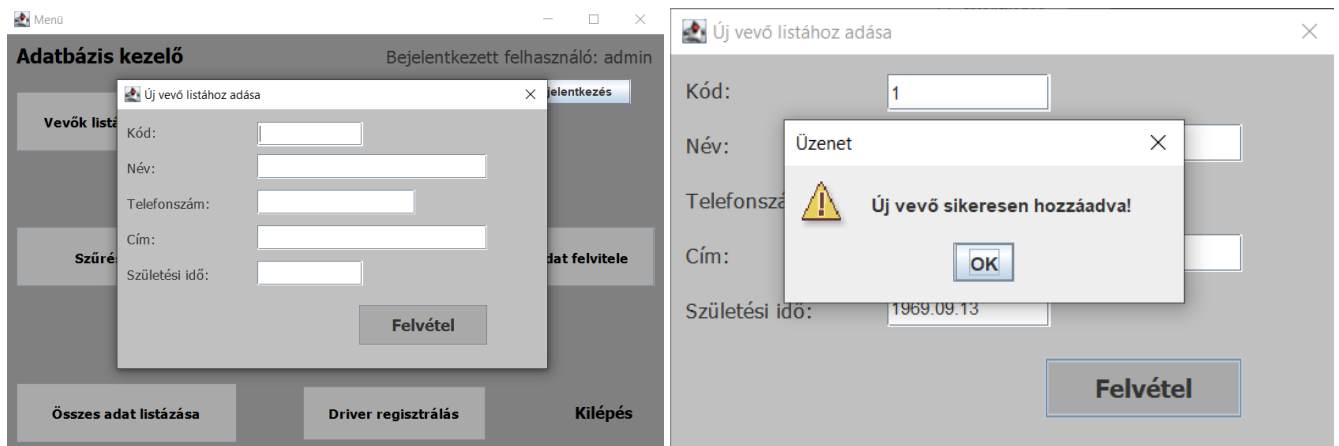 Menü
Adatbázis kezelő
Bejelentkezett felhasználó: admin
jelentkezés
Vevők listá
Új vevő listához adása
Kód:
Név:
Telefonszám:
Cím:
Születési idő:
Felvétel
Szűré
dat felvitele
Összes adat listázása
Driver regisztrálás
Kilépés
Új vevő listához adása
Kód:
1
Név:
Telefonszá
Cím:
Születési idő:
1969.09.13
Felvétel
Üzenet
Új vevő sikeresen hozzáadva!
OK